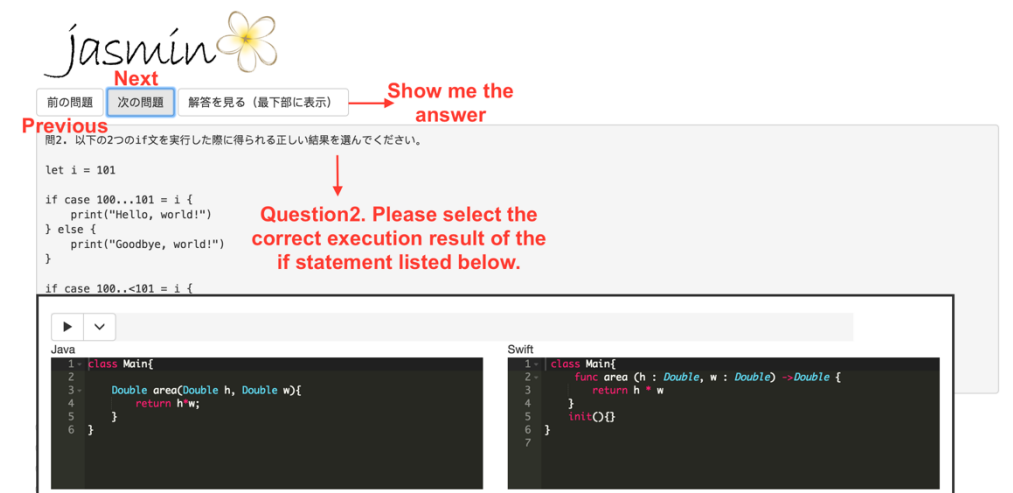 jasmin
Next
前の問題
次の問題
解答を見る（最下部に表示）
Show me the
answer
Previous
問2. 以下の2つのif文を実行した際に得られる正しい結果を選んでください。
let i = 101
if case 100...101 = i {
print("Hello, world!")
} else {
print("Goodbye, world!")
}
if case 100..<101 = i {
Question2. Please select the
correct execution result of the
if statement listed below.
Java
1 class Main{
2
3 Double area(Double h, Double w){
4 return h*w;
5 }
6 }
Swift
1 class Main{
2 func area (h : Double, w : Double) ->Double {
3 return h * w
4 }
5 init(){}
6 }
7